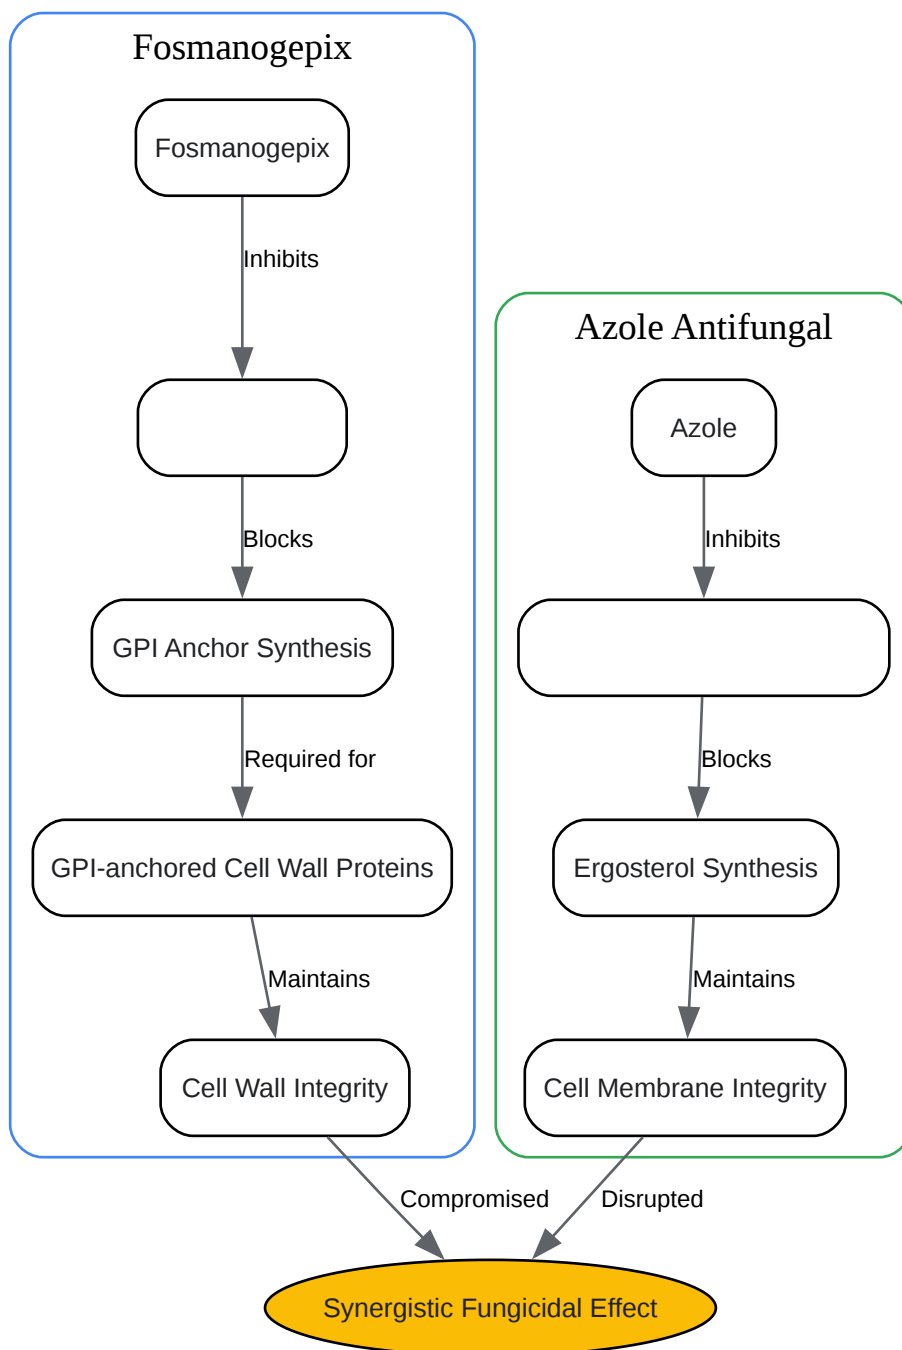 Fosmanogepix
Fosmanogepix
Inhibits
Blocks
GPI Anchor Synthesis
Required for
GPI-anchored Cell Wall Proteins
Maintains
Cell Wall Integrity
Azole Antifungal
Azole
Inhibits
Blocks
Ergosterol Synthesis
Maintains
Cell Membrane Integrity
Compromised
Disrupted
Synergistic Fungicidal Effect